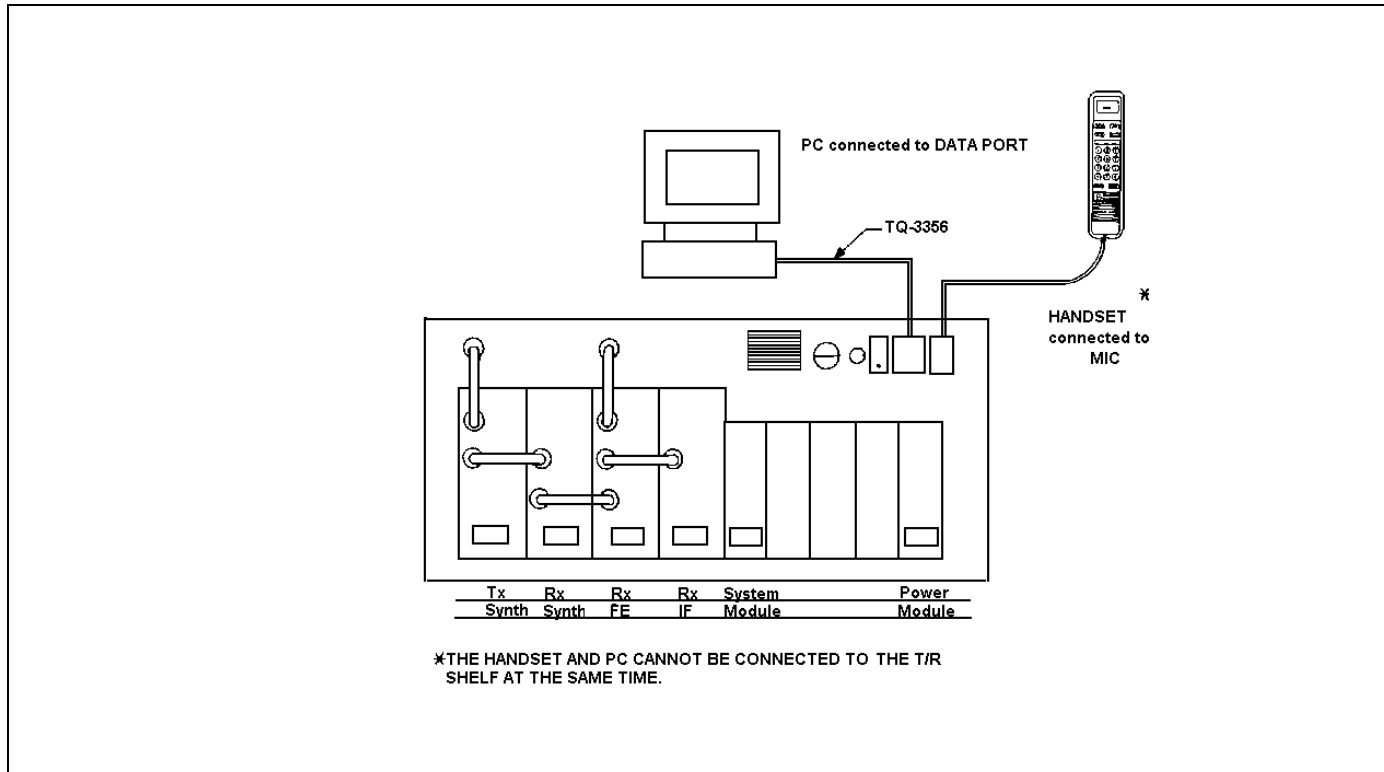 PC connected to DATA PORT
TQ-3356
*
HANDSET
connected to
MIC
Tx Rx Rx Rx System Power
Synth Synth FE IF Module Module
*THE HANDSET AND PC CANNOT BE CONNECTED TO THE T/R
SHELF AT THE SAME TIME.